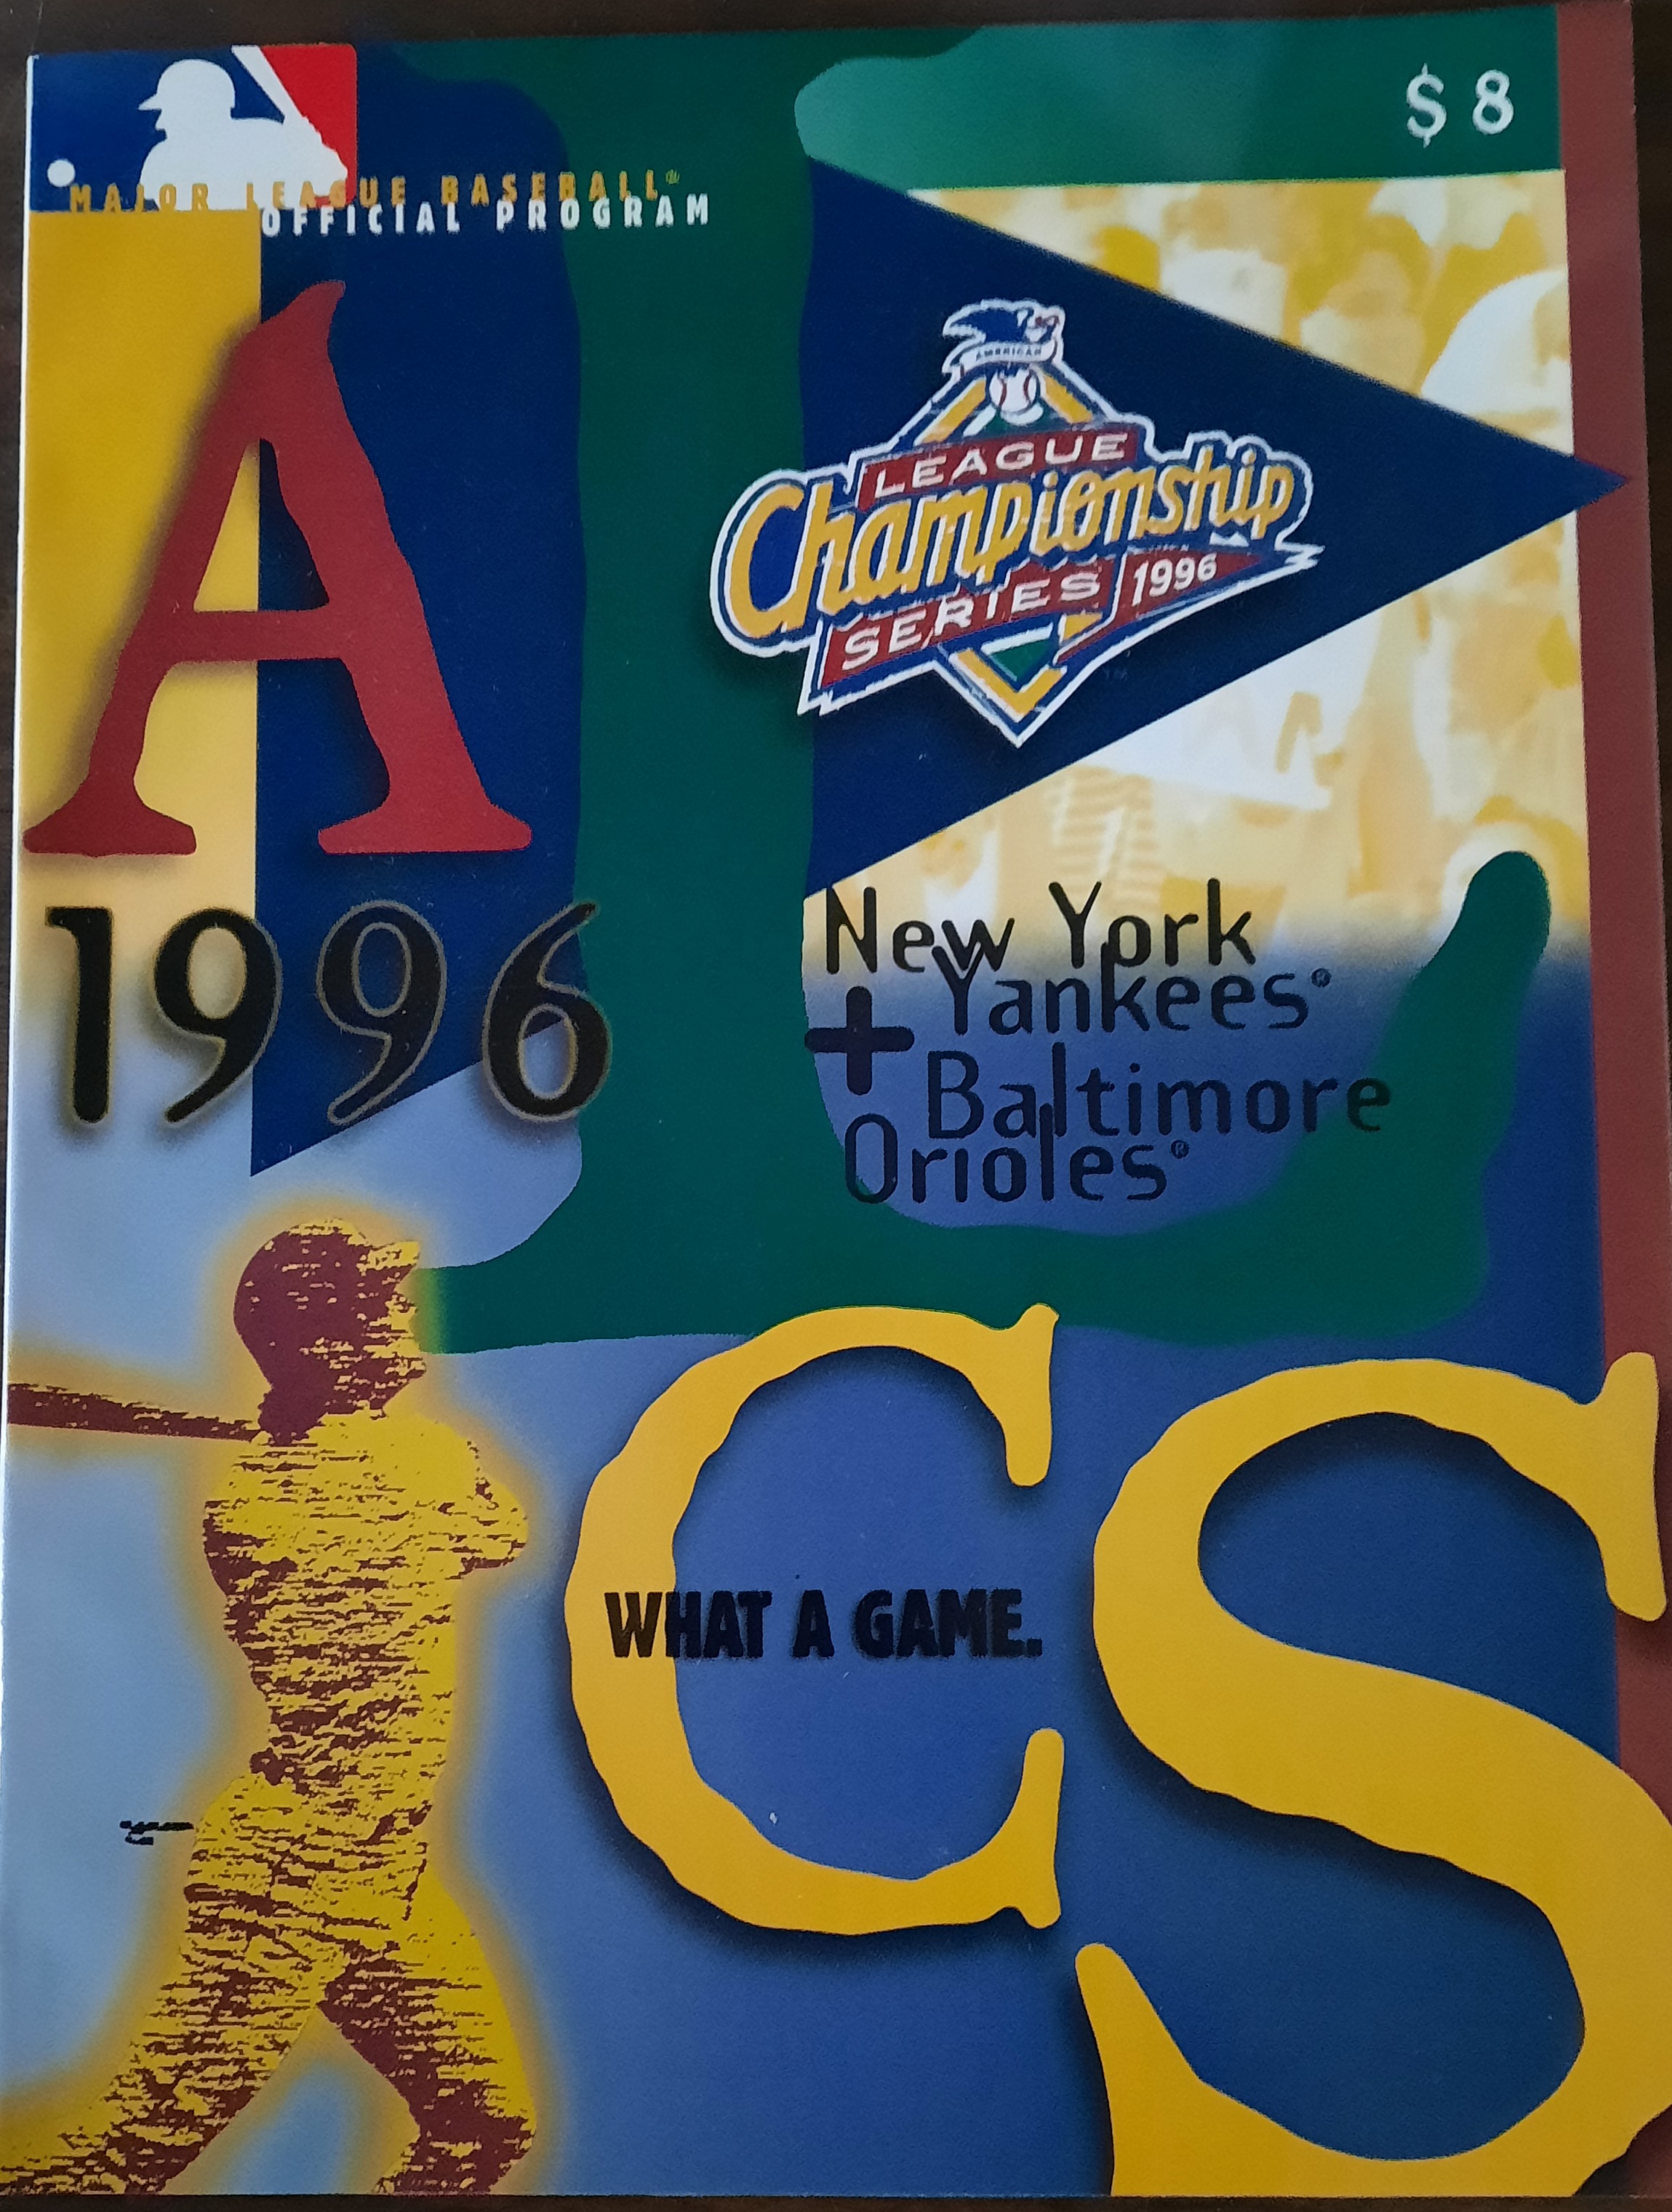 $ 8
MAJOR LEAGUE BASEBALL®
OFFICIAL PROGRAM
AMERICAN
LEAGUE
Championship
SERIES 1996
A L
1996
New York
Yankees®
+ Baltimore
Orioles®
C S
WHAT A GAME.